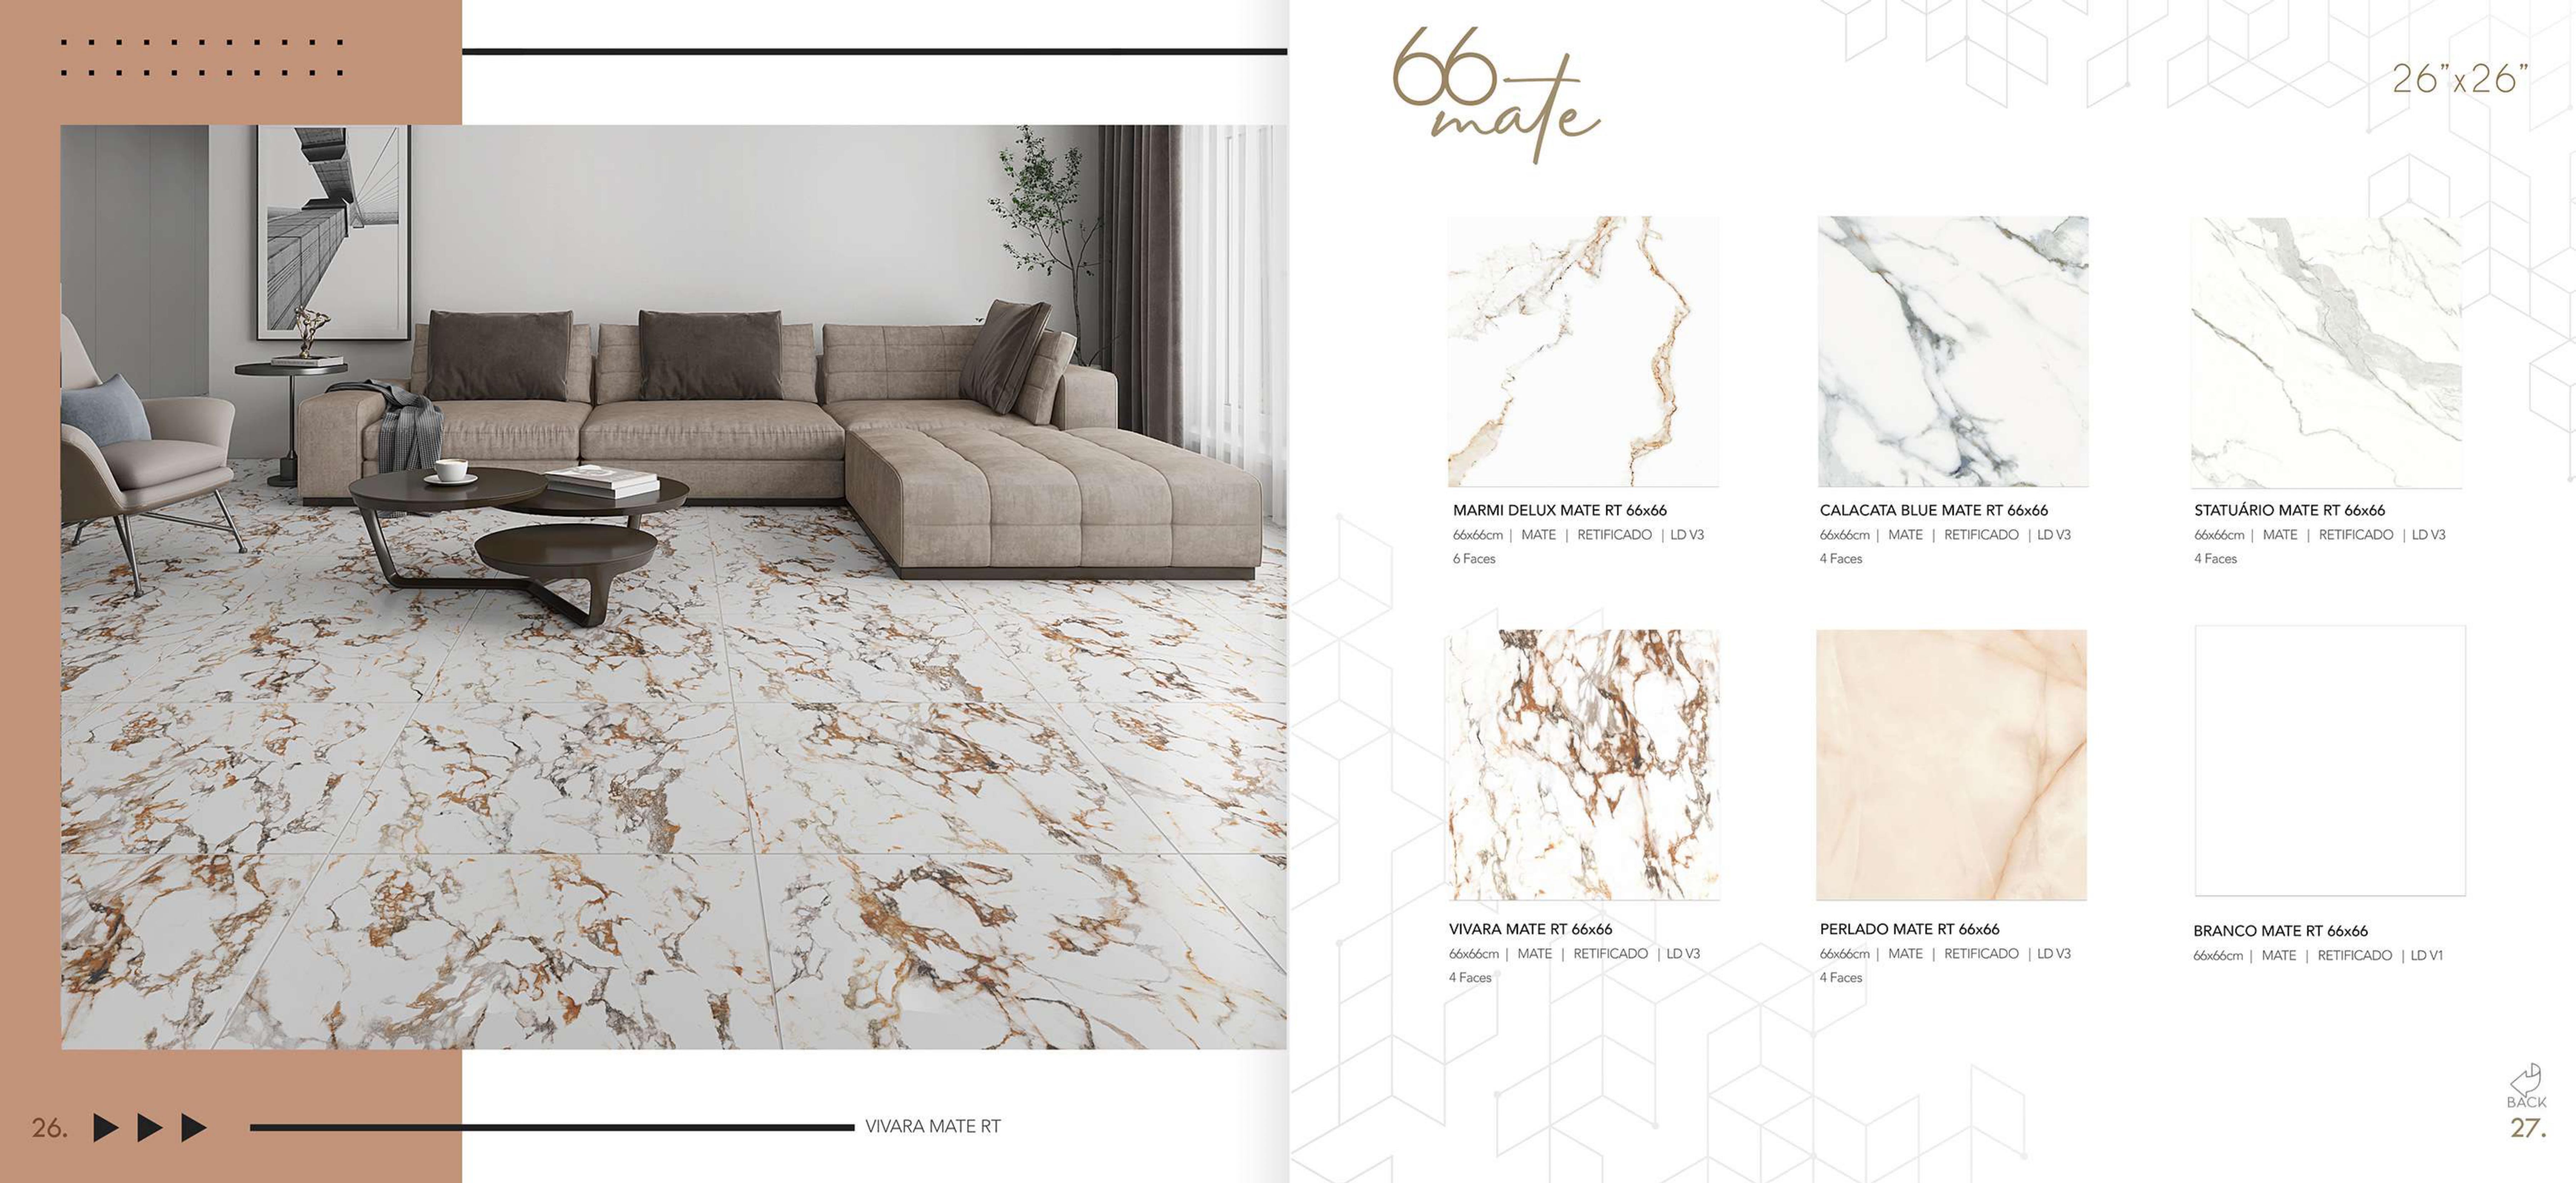 26.
VIVARA MATE RT
66
mate
26”x26”
MARMI DELUX MATE RT 66x66
66x66cm | MATE | RETIFICADO | LD V3
6 Faces
CALACATA BLUE MATE RT 66x66
66x66cm | MATE | RETIFICADO | LD V3
4 Faces
STATUÁRIO MATE RT 66x66
66x66cm | MATE | RETIFICADO | LD V3
4 Faces
VIVARA MATE RT 66x66
66x66cm | MATE | RETIFICADO | LD V3
4 Faces
PERLADO MATE RT 66x66
66x66cm | MATE | RETIFICADO | LD V3
4 Faces
BRANCO MATE RT 66x66
66x66cm | MATE | RETIFICADO | LD V1
BACK
27.